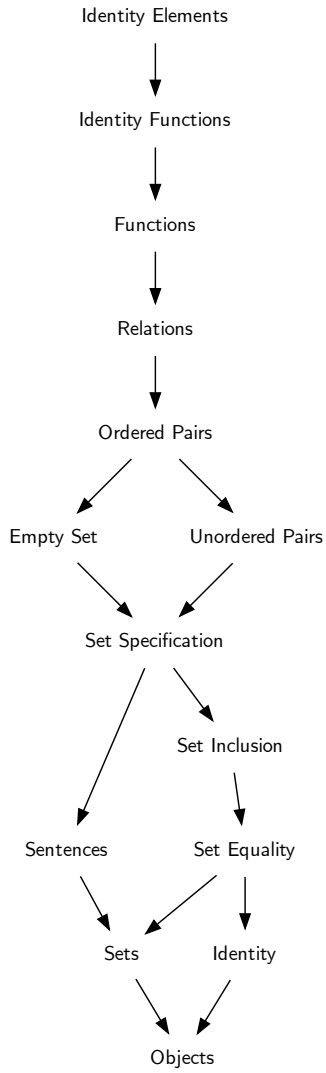 Identity Elements
Identity Functions
Functions
Relations
Ordered Pairs
Empty Set
Unordered Pairs
Set Specification
Set Inclusion
Sentences
Set Equality
Sets
Identity
Objects